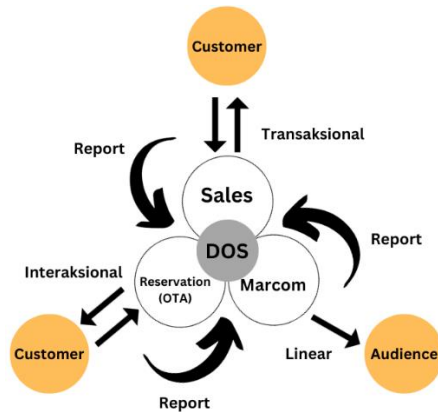 Customer
Report
Transaksional
Sales
DOS
Report
Interaksional
Reservation
(OTA)
Marcom
Customer
Linear
Audience
Report